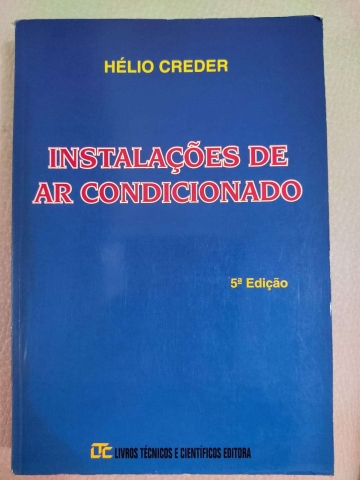 HÉLIO CREDER
INSTALAÇÕES DE
AR CONDICIONADO
5ª Edição
LTC LIVROS TÉCNICOS E CIENTÍFICOS EDITORA